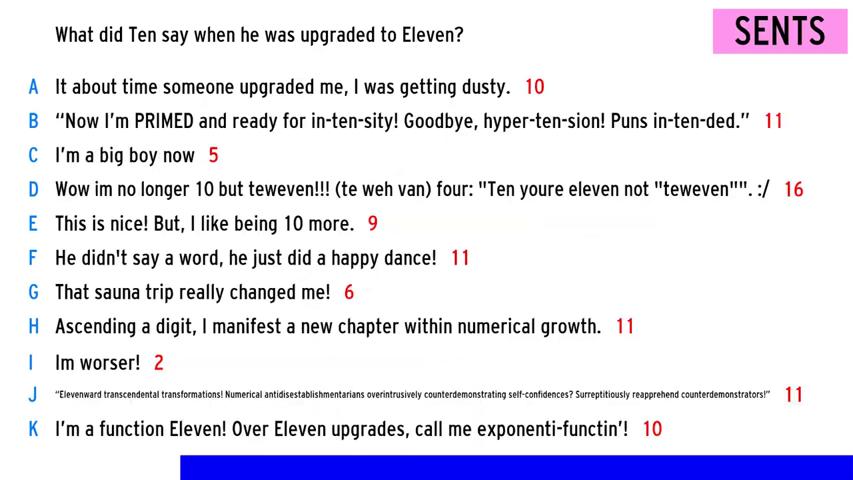 What did Ten say when he was upgraded to Eleven?
SENTS
A It about time someone upgraded me, I was getting dusty. 10
B “Now I'm PRIMED and ready for in-ten-sity! Goodbye, hyper-ten-sion! Puns in-ten-ded.” 11
C I'm a big boy now 5
D Wow im no longer 10 but teweven!!! (te weh van) four: "Ten youre eleven not "teweven"". :/ 16
E This is nice! But, I like being 10 more. 9
F He didn't say a word, he just did a happy dance! 11
G That sauna trip really changed me! 6
H Ascending a digit, I manifest a new chapter within numerical growth. 11
I Im worser! 2
J “Elevenward transcendental transformations! Numerical antidisestablishmentarians overintrusively counterdemonstrating self-confidences? Surreptitiously reapprehend counterdemonstrators!” 11
K I'm a function Eleven! Over Eleven upgrades, call me exponenti-functin'! 10